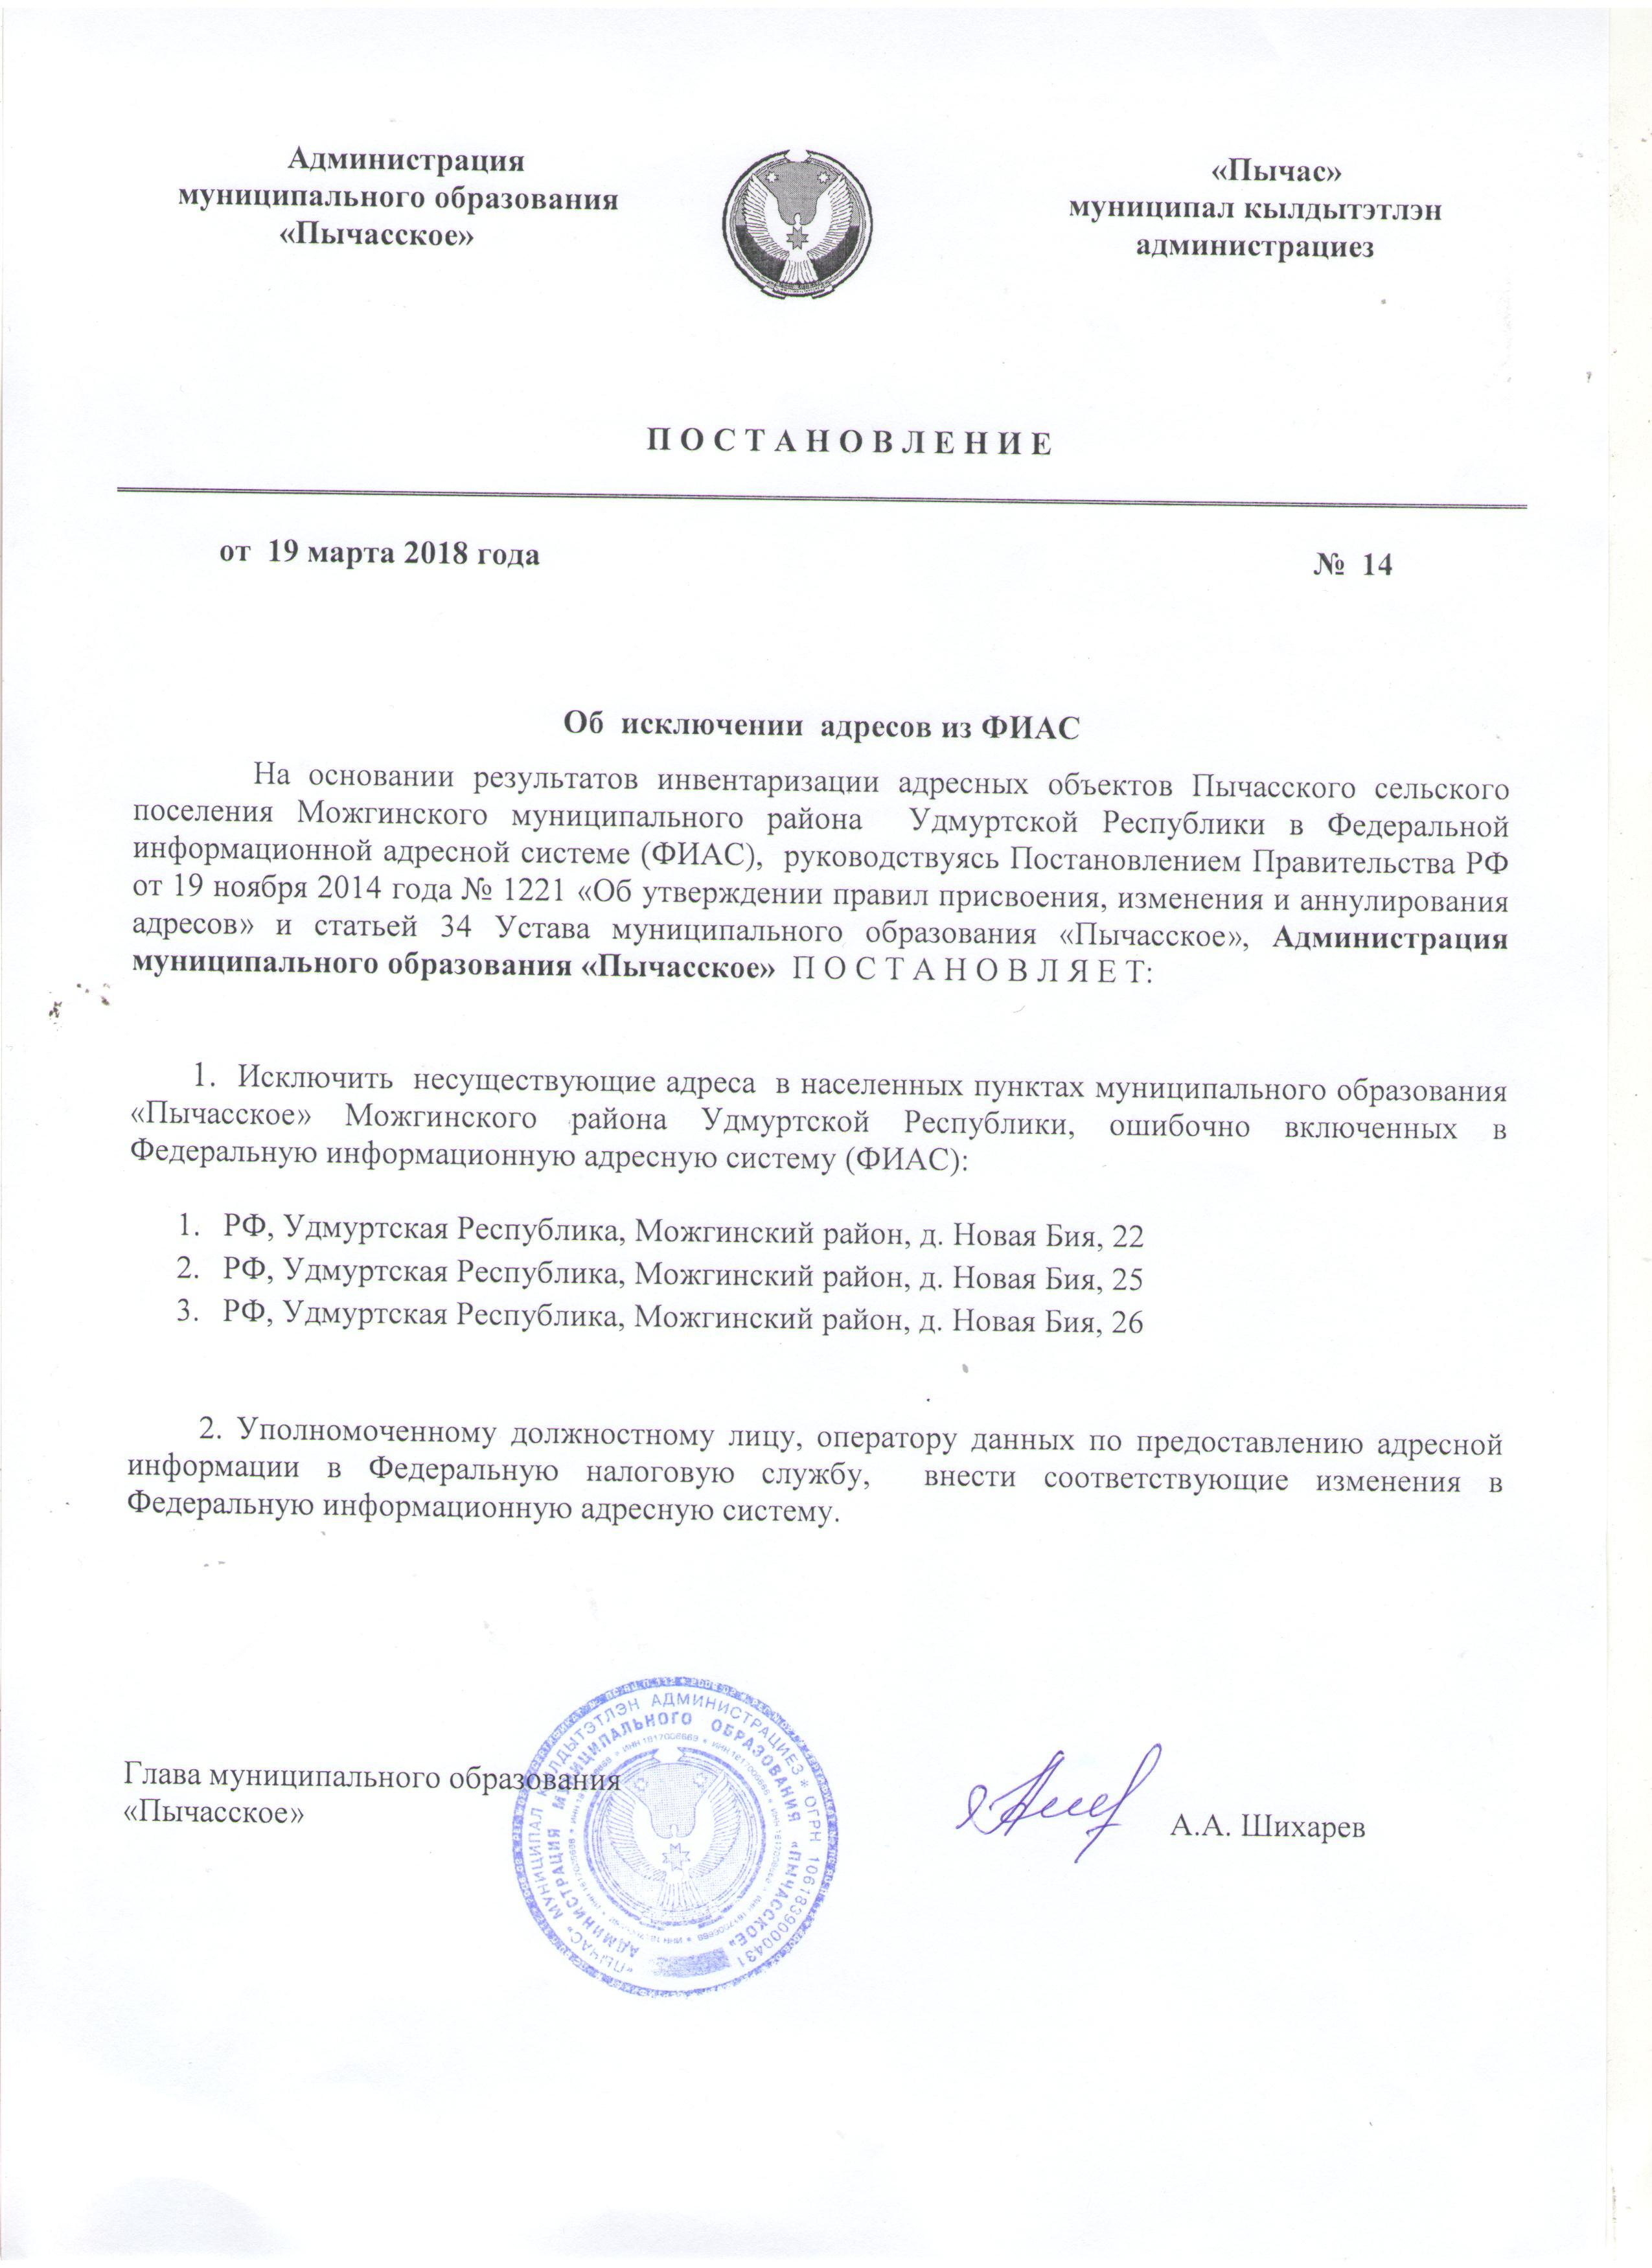 Администрация
муниципального образования
«Пычасское»
«Пычас»
муниципал кылдытэтлэн
администрациез
П О С Т А Н О В Л Е Н И Е
от 19 марта 2018 года
№ 14
Об исключении адресов из ФИАС
На основании результатов инвентаризации адресных объектов Пычасского сельского
поселения Можгинского муниципального района Удмуртской Республики в Федеральной
информационной адресной системе (ФИАС), руководствуясь Постановлением Правительства РФ
от 19 ноября 2014 года № 1221 «Об утверждении правил присвоения, изменения и аннулирования
адресов» и статьей 34 Устава муниципального образования «Пычасское», Администрация
муниципального образования «Пычасское» П О С Т А Н О В Л Я Е Т:
1. Исключить несуществующие адреса в населенных пунктах муниципального образования
«Пычасское» Можгинского района Удмуртской Республики, ошибочно включенных в
Федеральную информационную адресную систему (ФИАС):
1. РФ, Удмуртская Республика, Можгинский район, д. Новая Бия, 22
2. РФ, Удмуртская Республика, Можгинский район, д. Новая Бия, 25
3. РФ, Удмуртская Республика, Можгинский район, д. Новая Бия, 26
2. Уполномоченному должностному лицу, оператору данных по предоставлению адресной
информации в Федеральную налоговую службу, внести соответствующие изменения в
Федеральную информационную адресную систему.
Глава муниципального образования
«Пычасское»
А.А. Шихарев
«ПЫЧАС» МУНИЦИПАЛ КЫЛДЫТЭТЛЭН АДМИНИСТРАЦИЕЗ * ОГРН 1061839000431
АДМИНИСТРАЦИЯ МУНИЦИПАЛЬНОГО ОБРАЗОВАНИЯ «ПЫЧАССКОЕ»